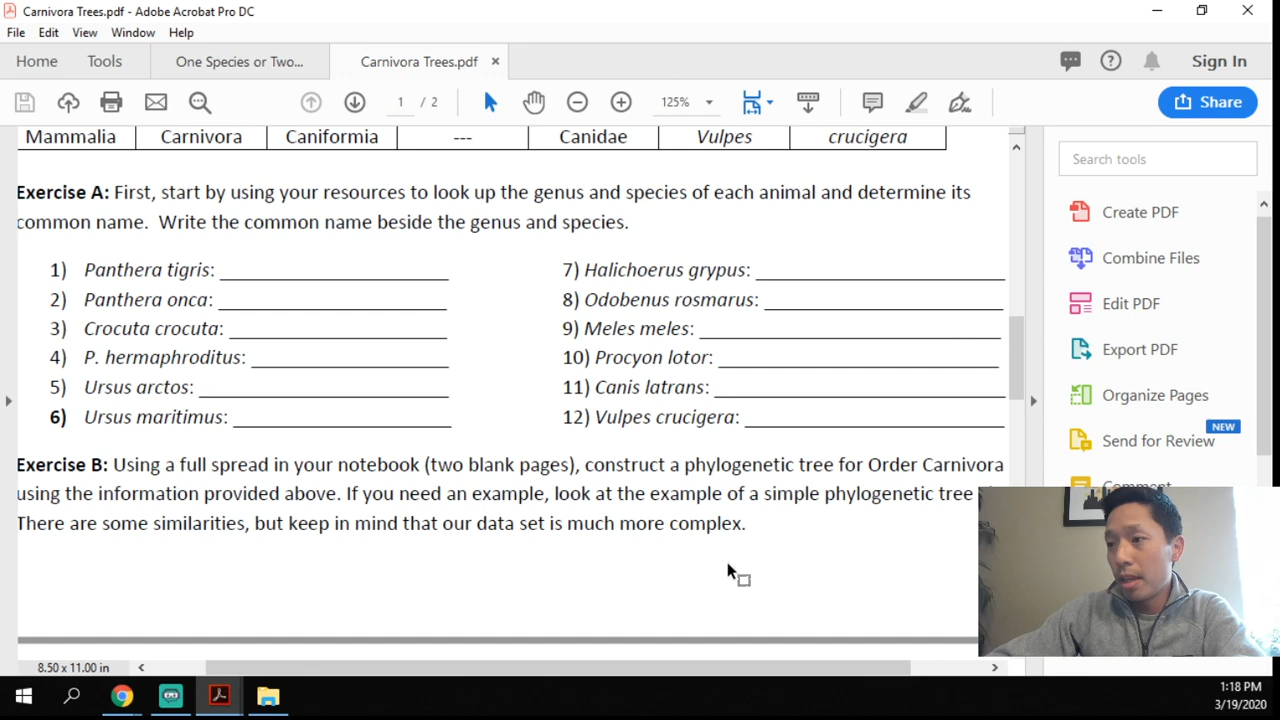 Carnivora Trees.pdf - Adobe Acrobat Pro DC
File Edit View Window Help
Home Tools One Species or Two... Carnivora Trees.pdf × Sign In
1 / 2 125% Share
Mammalia Carnivora Caniformia --- Canidae Vulpes crucigera
Search tools
Exercise A: First, start by using your resources to look up the genus and species of each animal and determine its
common name. Write the common name beside the genus and species.
1) Panthera tigris:
2) Panthera onca:
3) Crocuta crocuta:
4) P. hermaphroditus:
5) Ursus arctos:
6) Ursus maritimus:
7) Halichoerus grypus:
8) Odobenus rosmarus:
9) Meles meles:
10) Procyon lotor:
11) Canis latrans:
12) Vulpes crucigera:
Exercise B: Using a full spread in your notebook (two blank pages), construct a phylogenetic tree for Order Carnivora
using the information provided above. If you need an example, look at the example of a simple phylogenetic tree
There are some similarities, but keep in mind that our data set is much more complex.
Create PDF
Combine Files
Edit PDF
Export PDF
Organize Pages
NEW
Send for Review
Comment
8.50 x 11.00 in
1:18 PM
3/19/2020